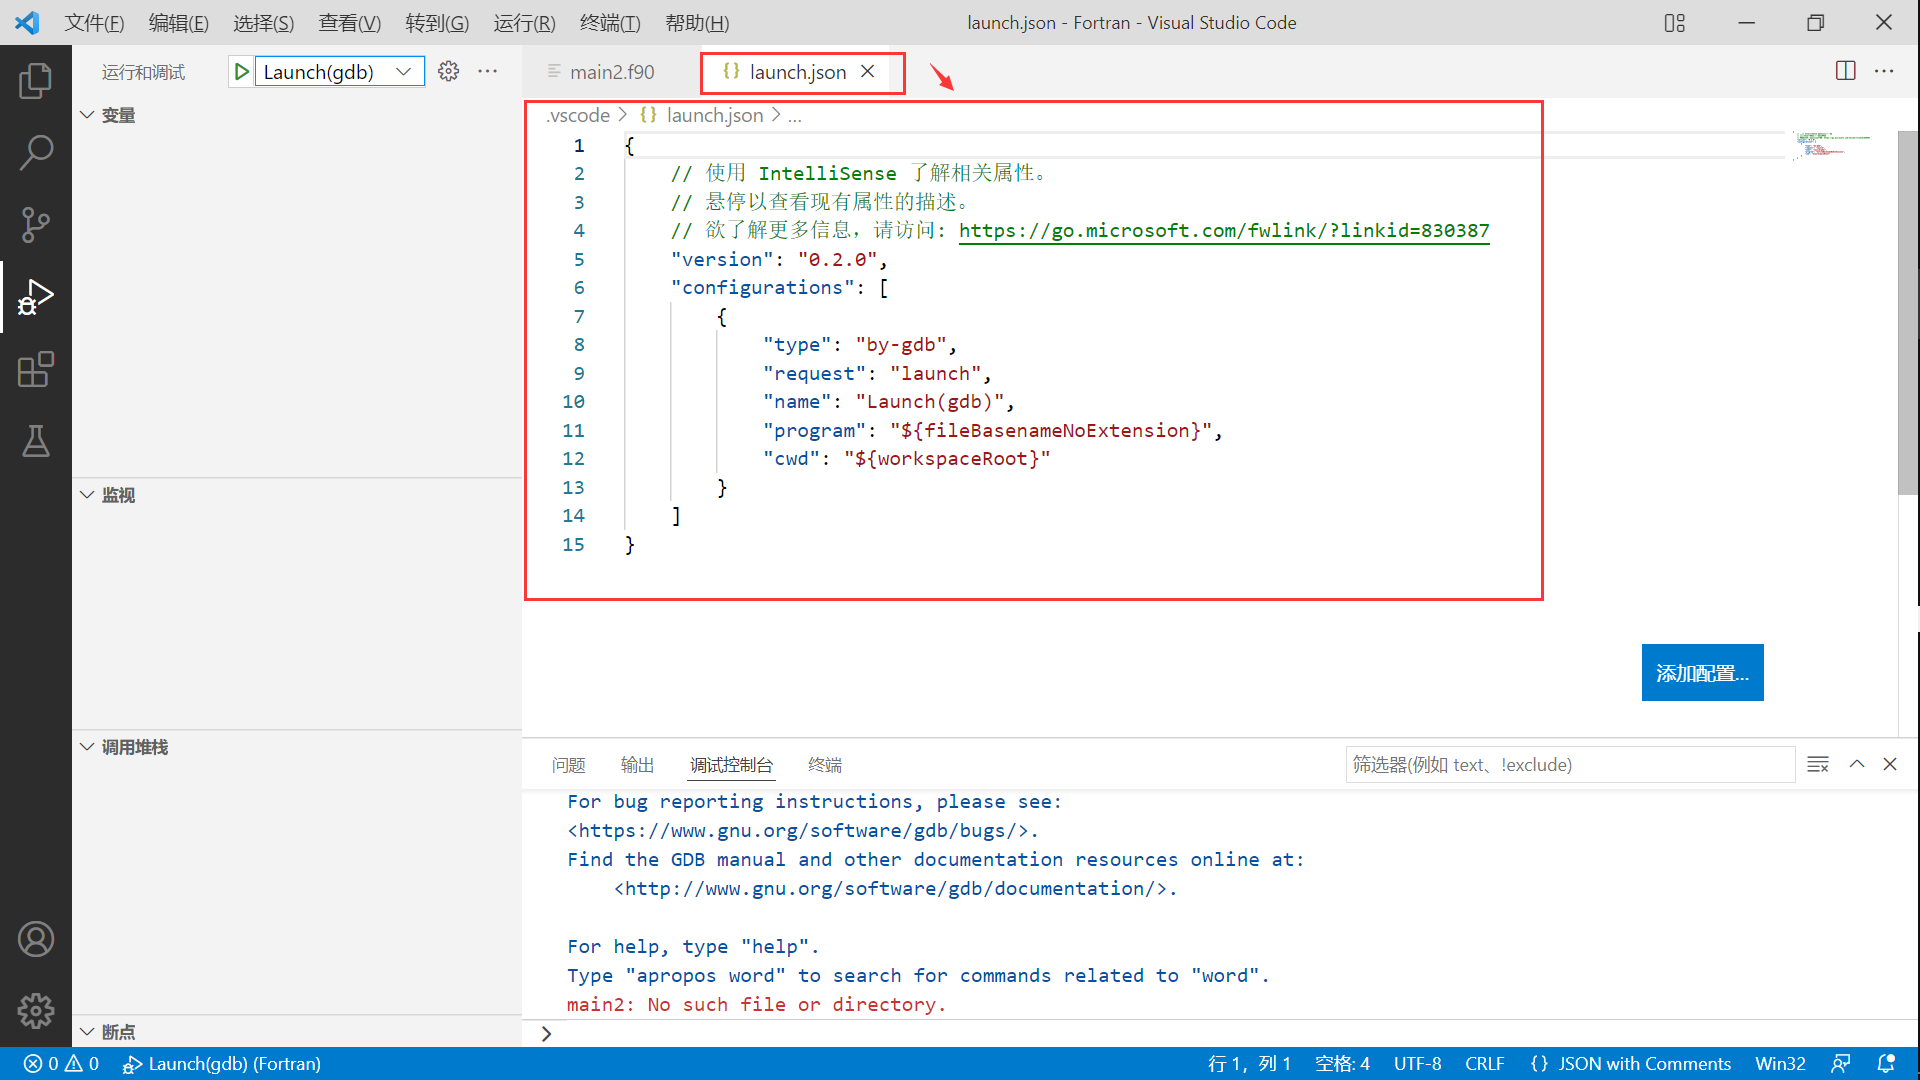 文件(F) 编辑(E) 选择(S) 查看(V) 转到(G) 运行(R) 终端(T) 帮助(H) launch.json - Fortran - Visual Studio Code
运行和调试 Launch(gdb)
main2.f90 launch.json
变量
.vscode > {} launch.json > ...
1 {
2 // 使用 IntelliSense 了解相关属性。
3 // 悬停以查看现有属性的描述。
4 // 欲了解更多信息，请访问: https://go.microsoft.com/fwlink/?linkid=830387
5 "version": "0.2.0",
6 "configurations": [
7 {
8 "type": "by-gdb",
9 "request": "launch",
10 "name": "Launch(gdb)",
11 "program": "${fileBasenameNoExtension}",
12 "cwd": "${workspaceRoot}"
13 }
14 ]
15 }
监视
添加配置...
调用堆栈
问题 输出 调试控制台 终端 筛选器(例如 text、!exclude)
For bug reporting instructions, please see:
<https://www.gnu.org/software/gdb/bugs/>.
Find the GDB manual and other documentation resources online at:
<http://www.gnu.org/software/gdb/documentation/>.
For help, type "help".
Type "apropos word" to search for commands related to "word".
main2: No such file or directory.
断点
>
0 0 Launch(gdb) (Fortran) 行 1，列 1 空格: 4 UTF-8 CRLF {} JSON with Comments Win32